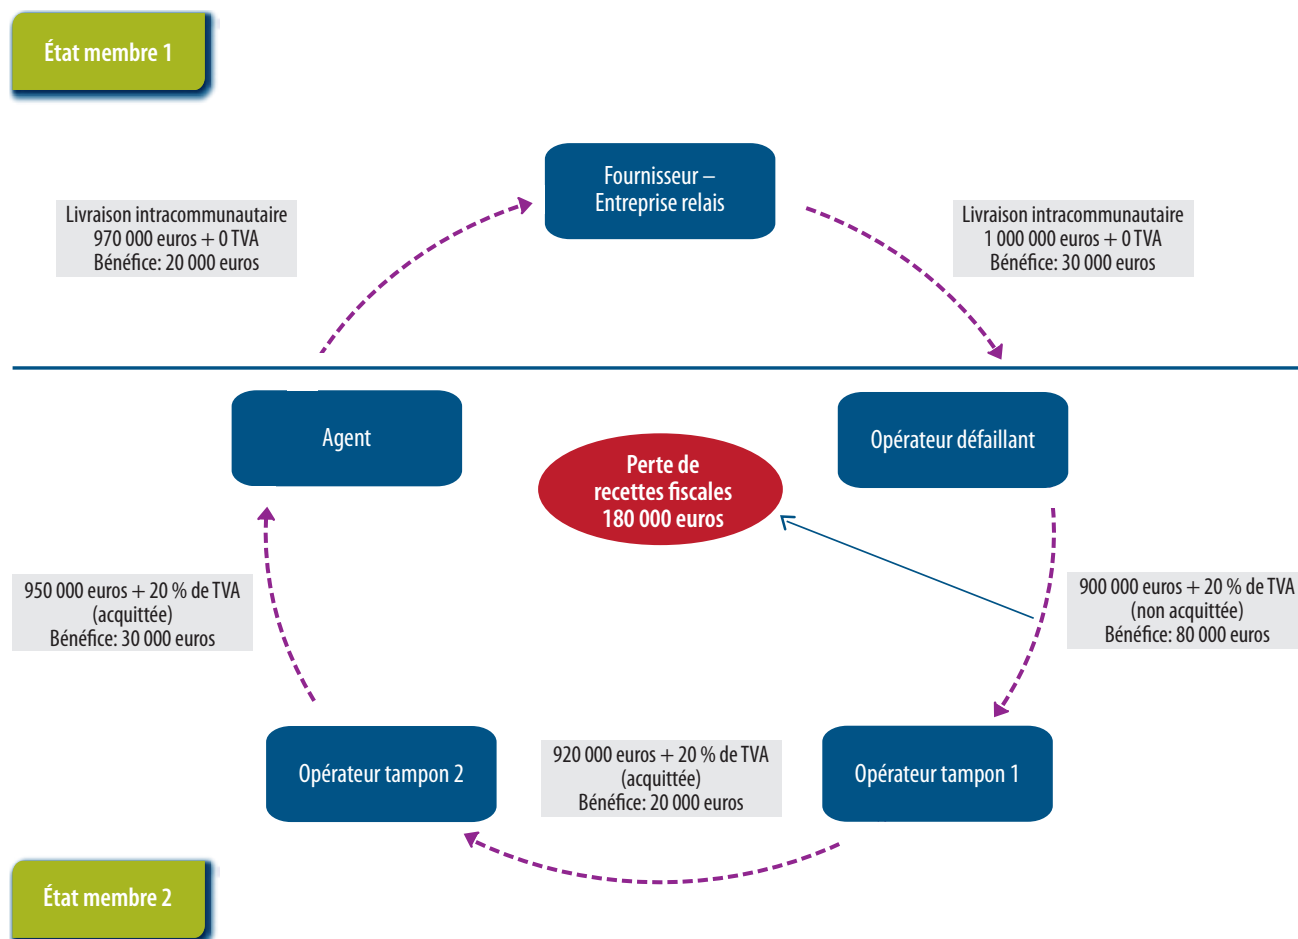 État membre 1
Fournisseur –
Entreprise relais
Livraison intracommunautaire
970 000 euros + 0 TVA
Bénéfice: 20 000 euros
Livraison intracommunautaire
1 000 000 euros + 0 TVA
Bénéfice: 30 000 euros
Agent
Opérateur défaillant
Perte de
recettes fiscales
180 000 euros
950 000 euros + 20 % de TVA
(acquittée)
Bénéfice: 30 000 euros
900 000 euros + 20 % de TVA
(non acquittée)
Bénéfice: 80 000 euros
Opérateur tampon 2
920 000 euros + 20 % de TVA
(acquittée)
Bénéfice: 20 000 euros
Opérateur tampon 1
État membre 2